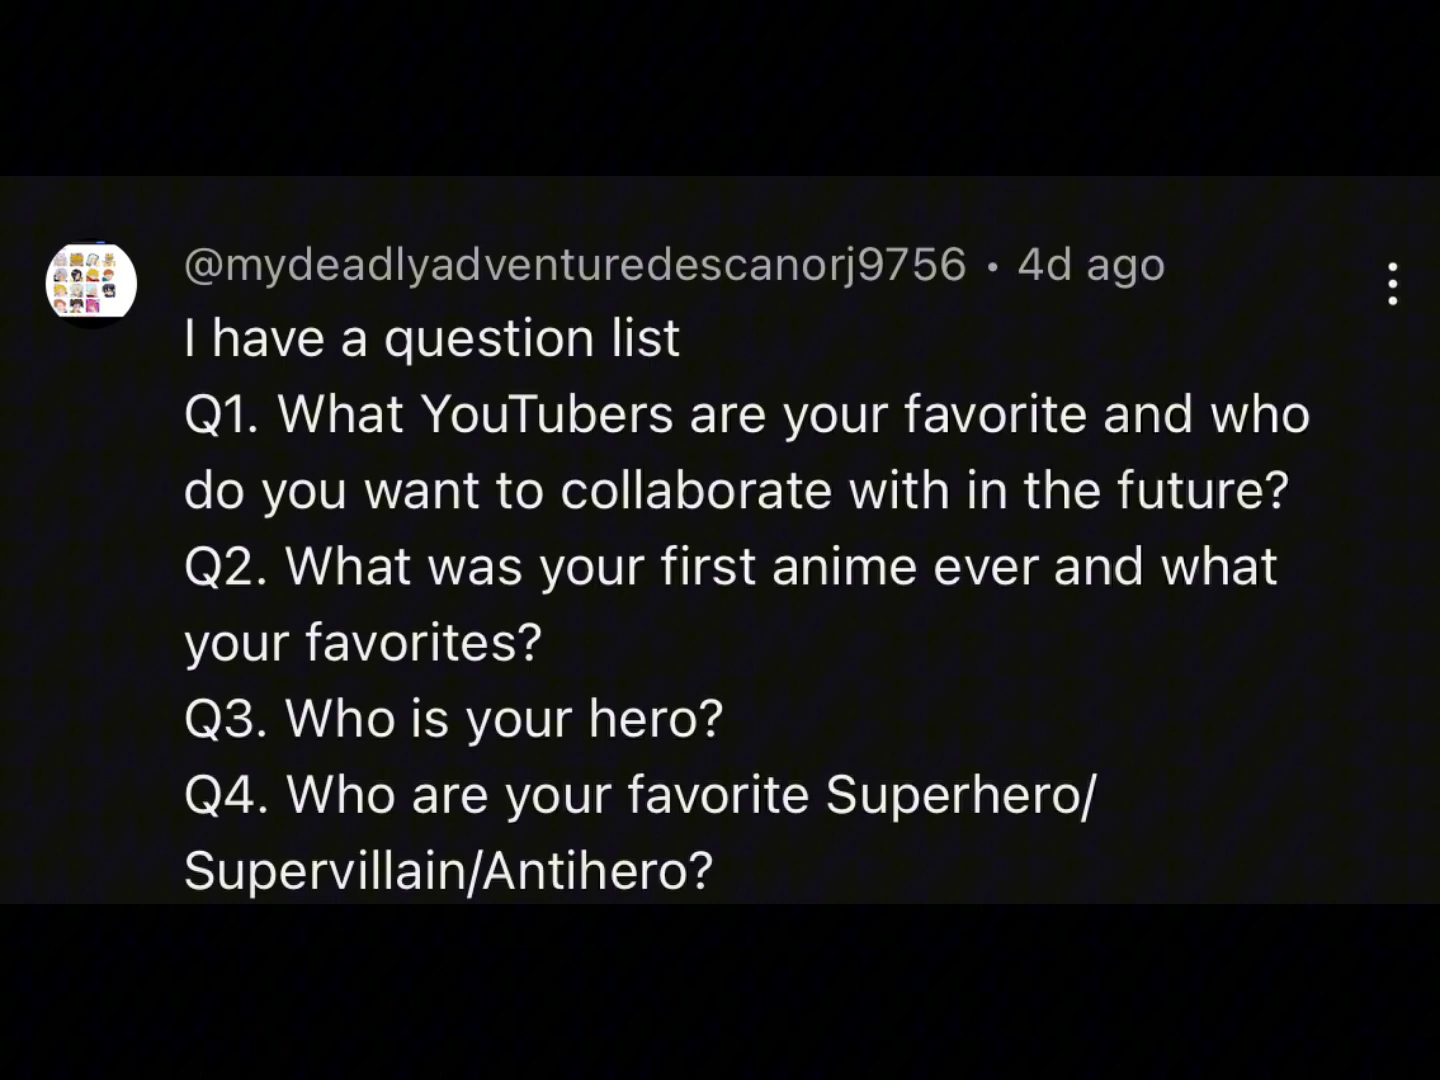 @mydeadlyadventuredescanorj9756 • 4d ago
I have a question list
Q1. What YouTubers are your favorite and who
do you want to collaborate with in the future?
Q2. What was your first anime ever and what
your favorites?
Q3. Who is your hero?
Q4. Who are your favorite Superhero/
Supervillain/Antihero?